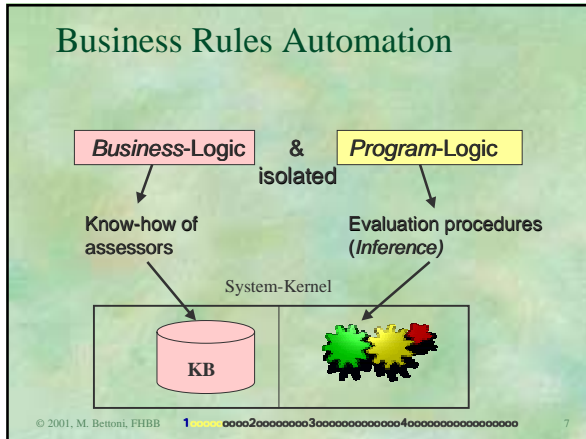 Business Rules Automation
Business-Logic & Program-Logic
isolated
Know-how of
assessors
Evaluation procedures
(Inference)
System-Kernel
KB
© 2001, M. Bettoni, FHBB 1ooooooooo2ooooooooo3ooooooooooooo4oooooooooooooooooo 7